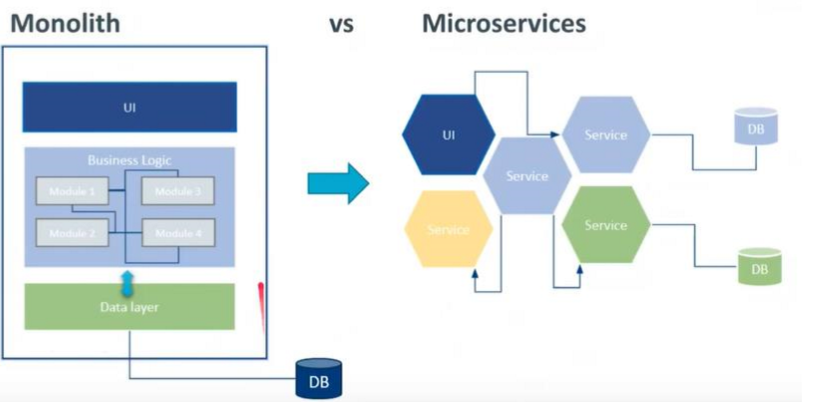 Monolith
vs
Microservices
UI
Business Logic
Module 1
Module 3
Module 2
Module 4
Data layer
DB
UI
Service
Service
Service
Service
DB
DB